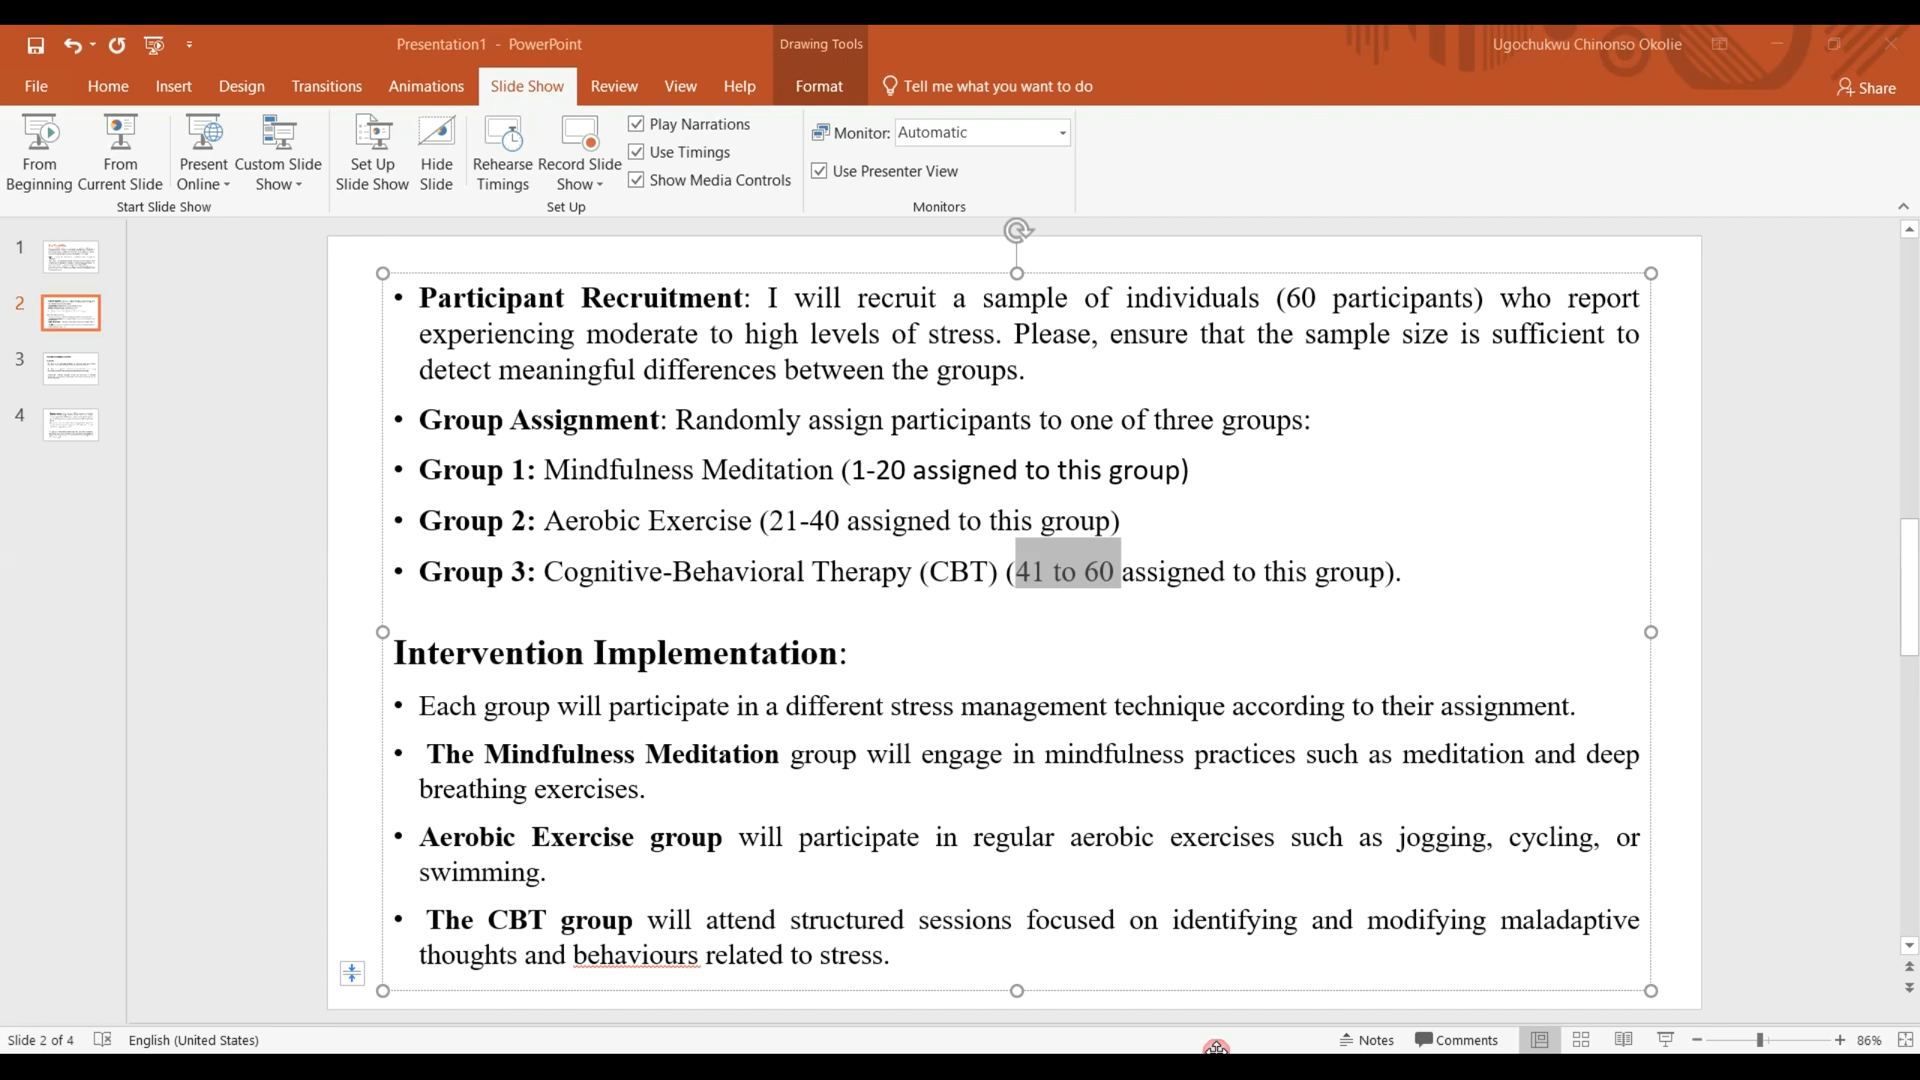 Presentation1 - PowerPoint
Drawing Tools
Ugochukwu Chinonso Okolie
File Home Insert Design Transitions Animations Slide Show Review View Help Format Tell me what you want to do Share
From Beginning
From Current Slide
Present Online
Custom Slide Show
Set Up Slide Show
Hide Slide
Rehearse Timings
Record Slide Show
Play Narrations
Use Timings
Show Media Controls
Monitor: Automatic
Use Presenter View
Start Slide Show
Set Up
Monitors
1
2
3
4
• Participant Recruitment: I will recruit a sample of individuals (60 participants) who report
experiencing moderate to high levels of stress. Please, ensure that the sample size is sufficient to
detect meaningful differences between the groups.
• Group Assignment: Randomly assign participants to one of three groups:
• Group 1: Mindfulness Meditation (1-20 assigned to this group)
• Group 2: Aerobic Exercise (21-40 assigned to this group)
• Group 3: Cognitive-Behavioral Therapy (CBT) (41 to 60 assigned to this group).
Intervention Implementation:
• Each group will participate in a different stress management technique according to their assignment.
• The Mindfulness Meditation group will engage in mindfulness practices such as meditation and deep
breathing exercises.
• Aerobic Exercise group will participate in regular aerobic exercises such as jogging, cycling, or
swimming.
• The CBT group will attend structured sessions focused on identifying and modifying maladaptive
thoughts and behaviours related to stress.
Slide 2 of 4 English (United States) Notes Comments 86%